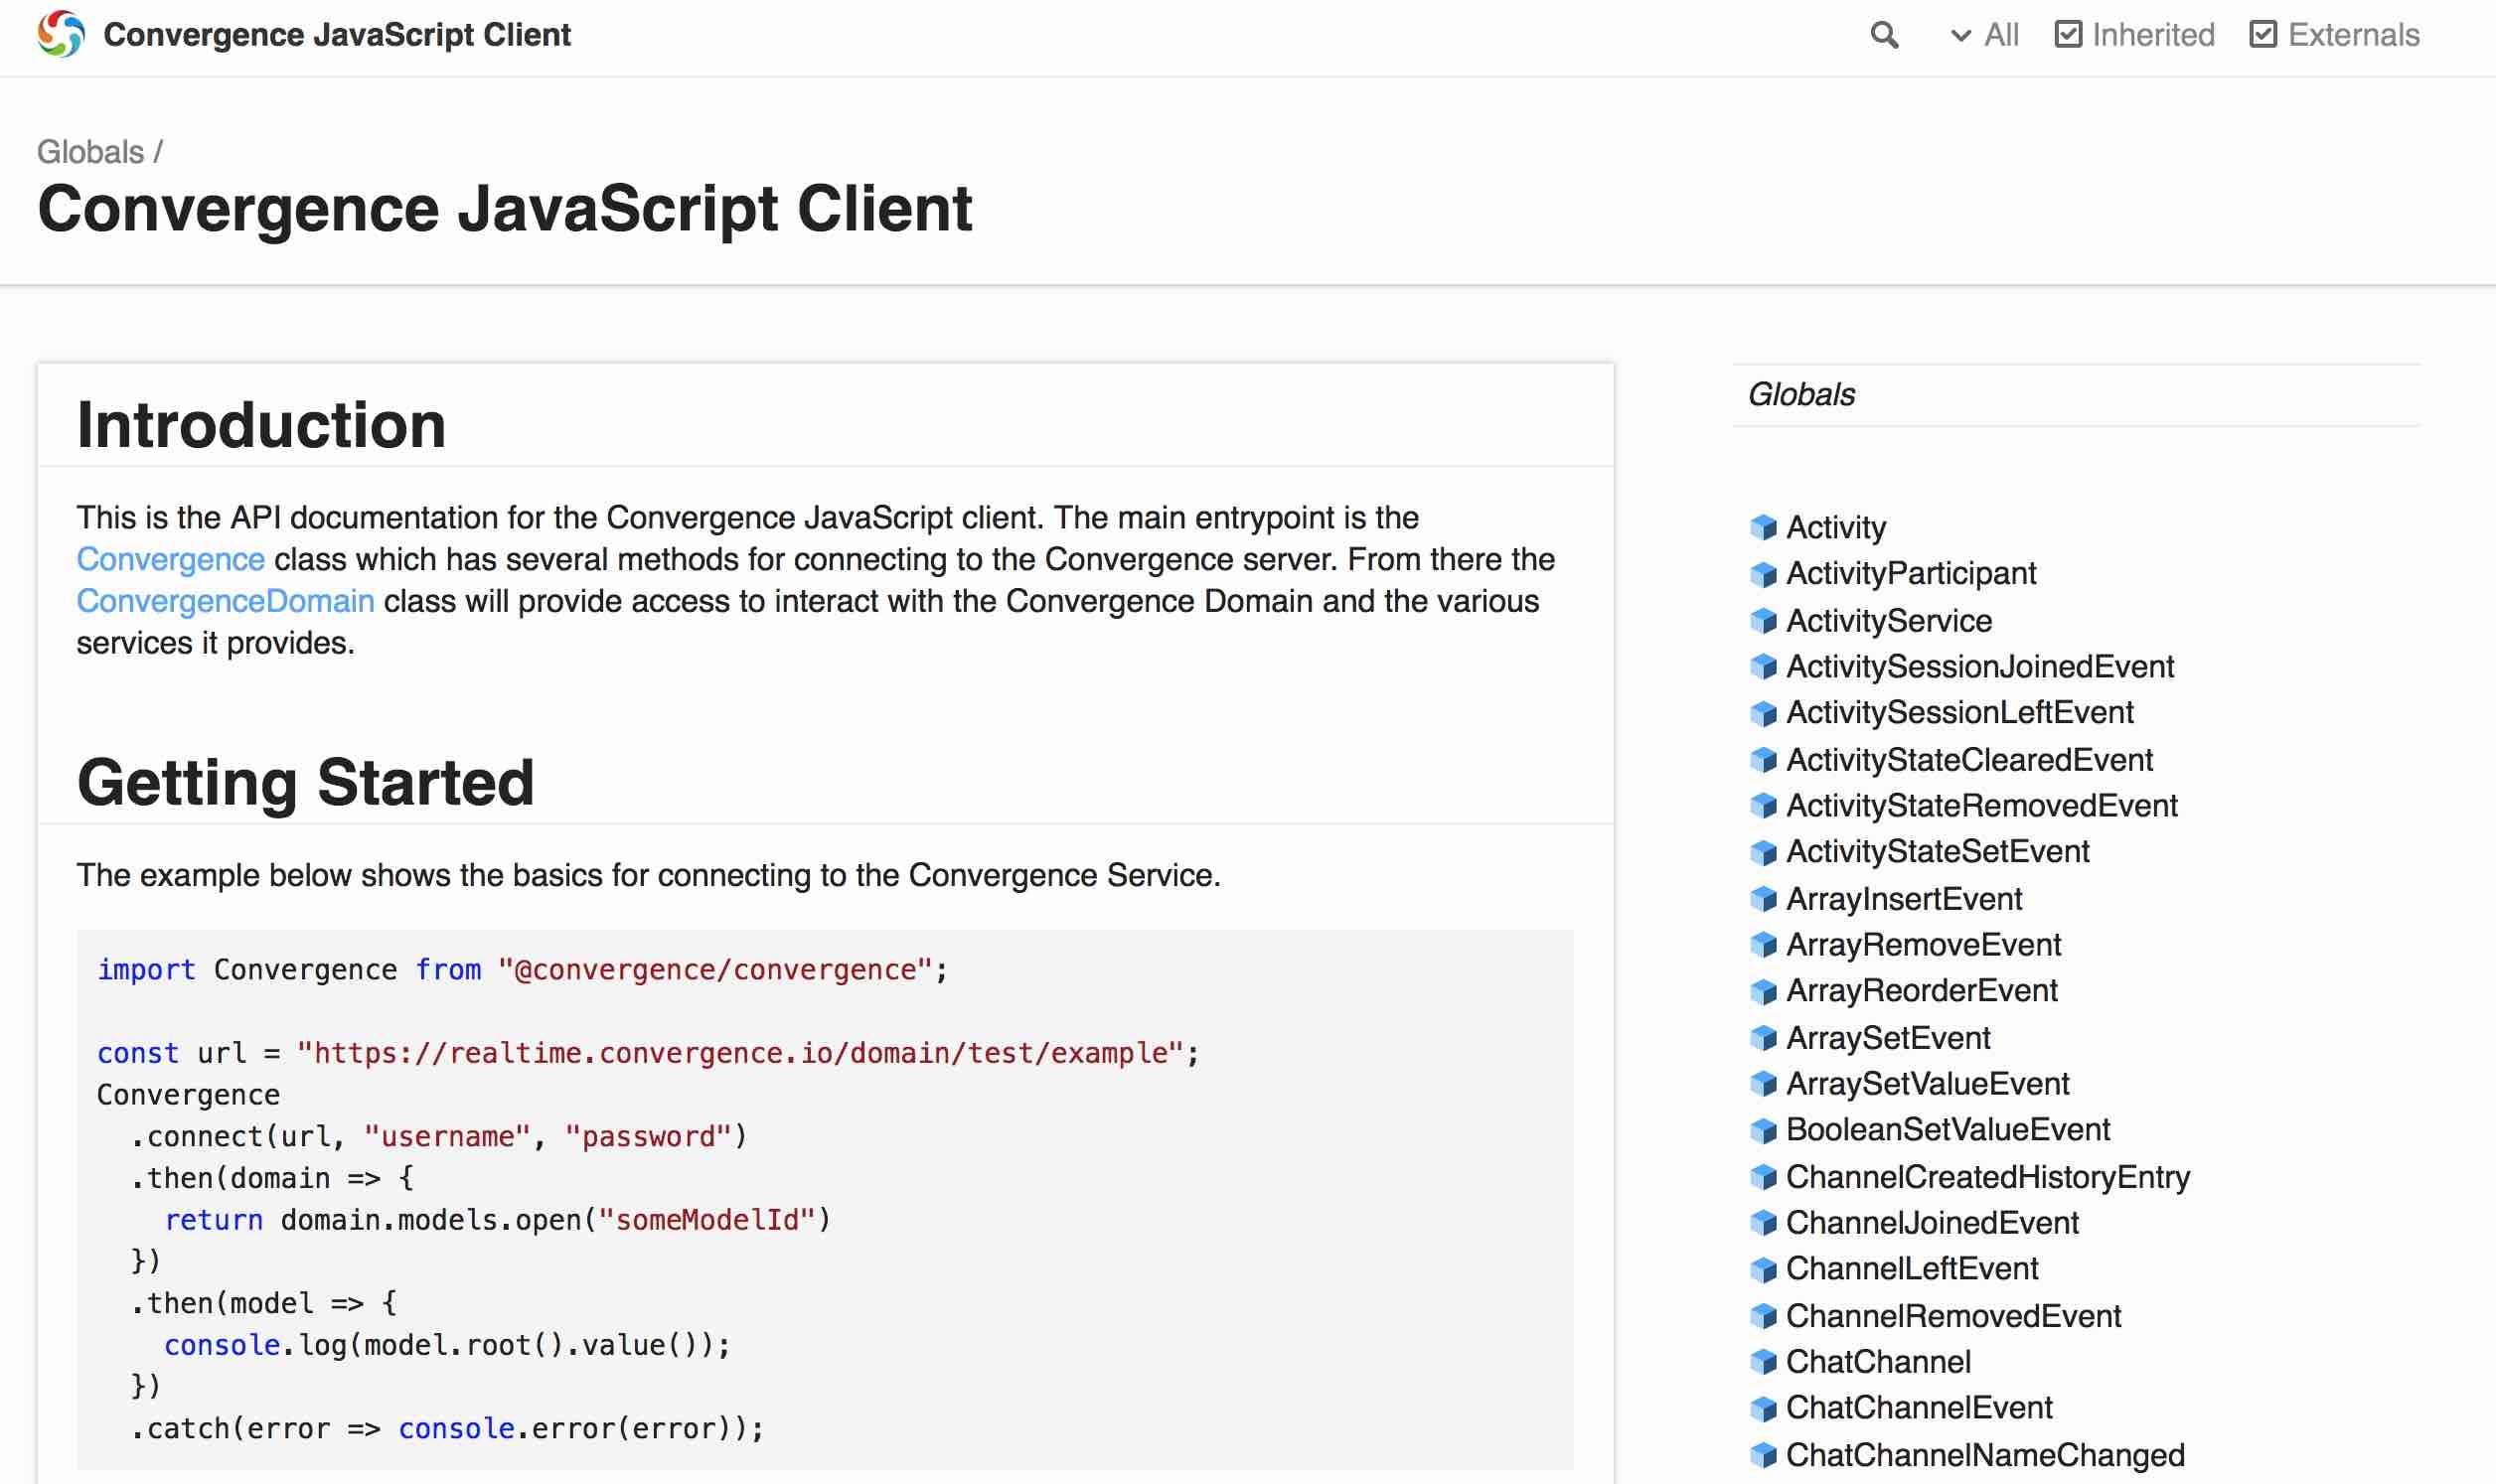 Convergence JavaScript Client
All
Inherited
Externals
Globals /
Convergence JavaScript Client
Introduction
This is the API documentation for the Convergence JavaScript client. The main entrypoint is the
Convergence class which has several methods for connecting to the Convergence server. From there the
ConvergenceDomain class will provide access to interact with the Convergence Domain and the various
services it provides.
Getting Started
The example below shows the basics for connecting to the Convergence Service.
import Convergence from "@convergence/convergence";
const url = "https://realtime.convergence.io/domain/test/example";
Convergence
  .connect(url, "username", "password")
  .then(domain => {
    return domain.models.open("someModelId")
  })
  .then(model => {
    console.log(model.root().value());
  })
  .catch(error => console.error(error));
Globals
Activity
ActivityParticipant
ActivityService
ActivitySessionJoinedEvent
ActivitySessionLeftEvent
ActivityStateClearedEvent
ActivityStateRemovedEvent
ActivityStateSetEvent
ArrayInsertEvent
ArrayRemoveEvent
ArrayReorderEvent
ArraySetEvent
ArraySetValueEvent
BooleanSetValueEvent
ChannelCreatedHistoryEntry
ChannelJoinedEvent
ChannelLeftEvent
ChannelRemovedEvent
ChatChannel
ChatChannelEvent
ChatChannelNameChanged